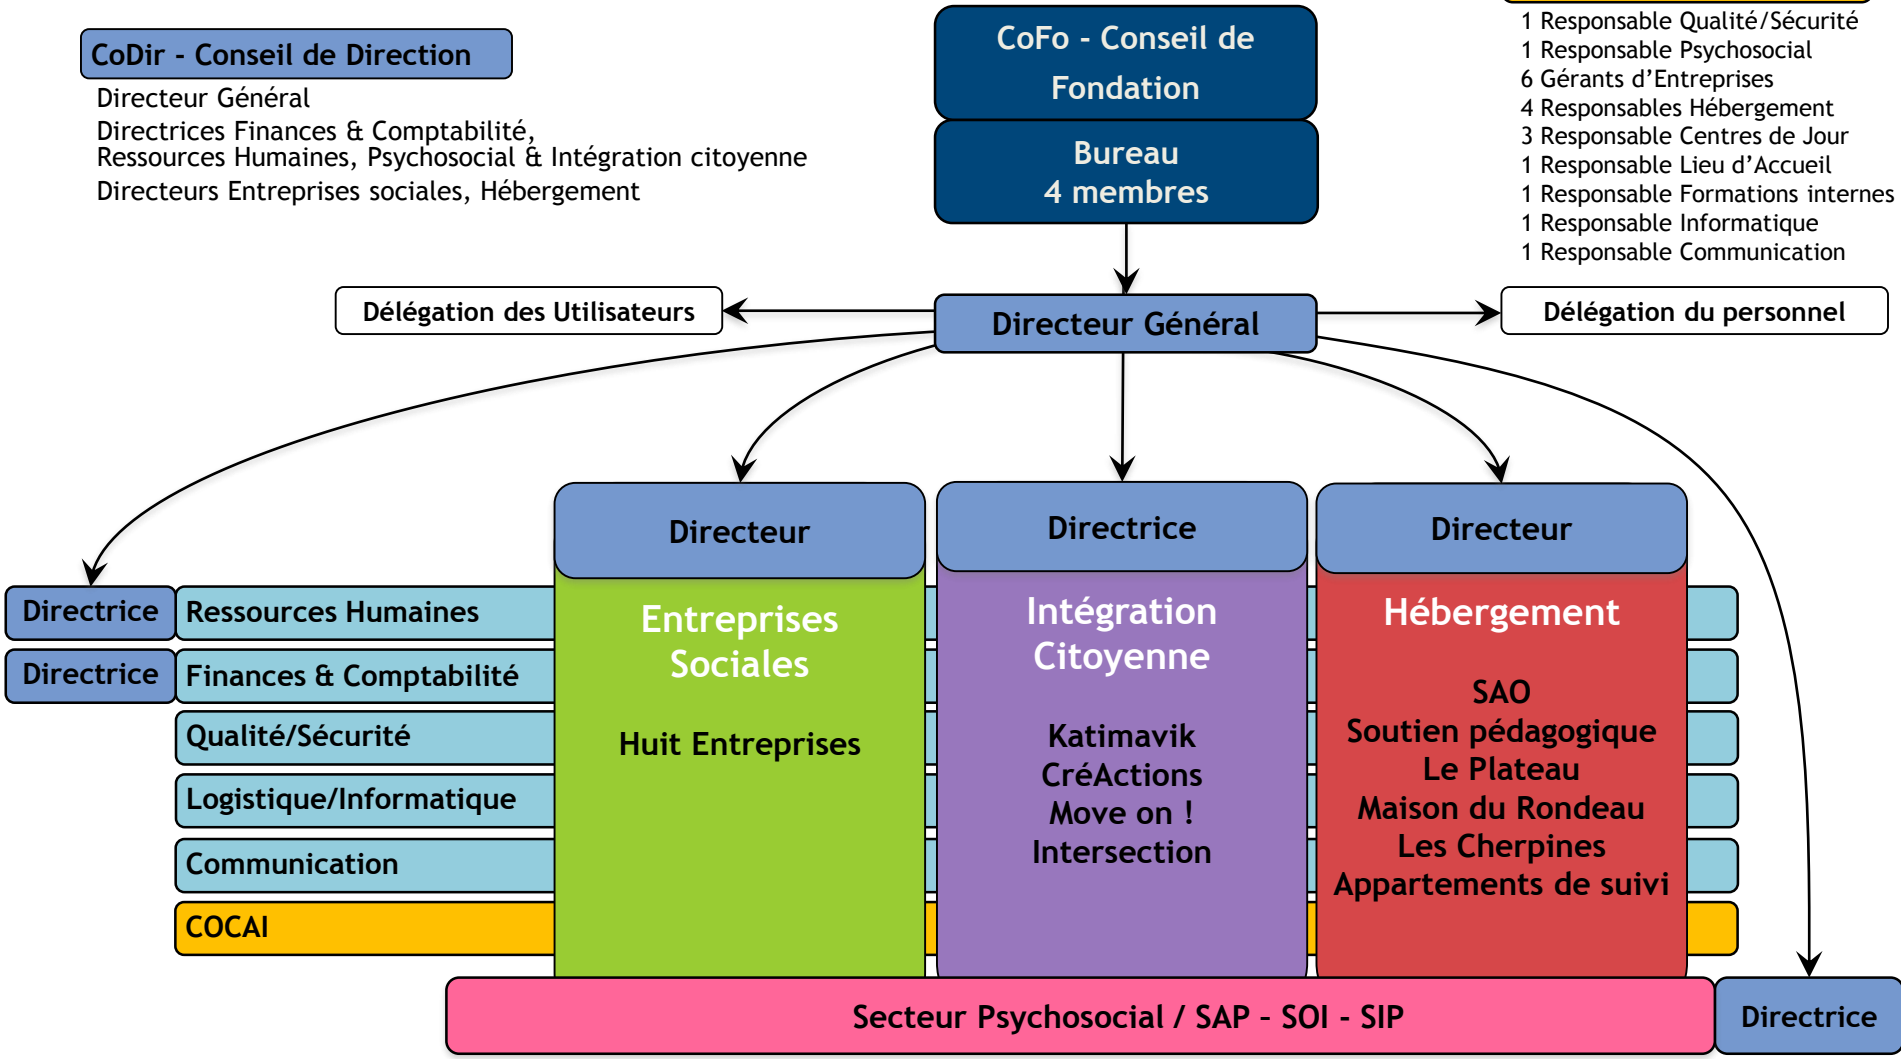 CoDir - Conseil de Direction
Directeur Général
Directrices Finances & Comptabilité,
Ressources Humaines, Psychosocial & Intégration citoyenne
Directeurs Entreprises sociales, Hébergement
CoFo - Conseil de
Fondation
Bureau
4 membres
1 Responsable Qualité/Sécurité
1 Responsable Psychosocial
6 Gérants d’Entreprises
4 Responsables Hébergement
3 Responsable Centres de Jour
1 Responsable Lieu d’Accueil
1 Responsable Formations internes
1 Responsable Informatique
1 Responsable Communication
Délégation des Utilisateurs
Directeur Général
Délégation du personnel
Directeur
Directrice
Directeur
Directrice
Ressources Humaines
Directrice
Finances & Comptabilité
Qualité/Sécurité
Logistique/Informatique
Communication
COCAI
Entreprises
Sociales
Huit Entreprises
Intégration
Citoyenne
Katimavik
CréActions
Move on !
Intersection
Hébergement
SAO
Soutien pédagogique
Le Plateau
Maison du Rondeau
Les Cherpines
Appartements de suivi
Secteur Psychosocial / SAP – SOI - SIP
Directrice